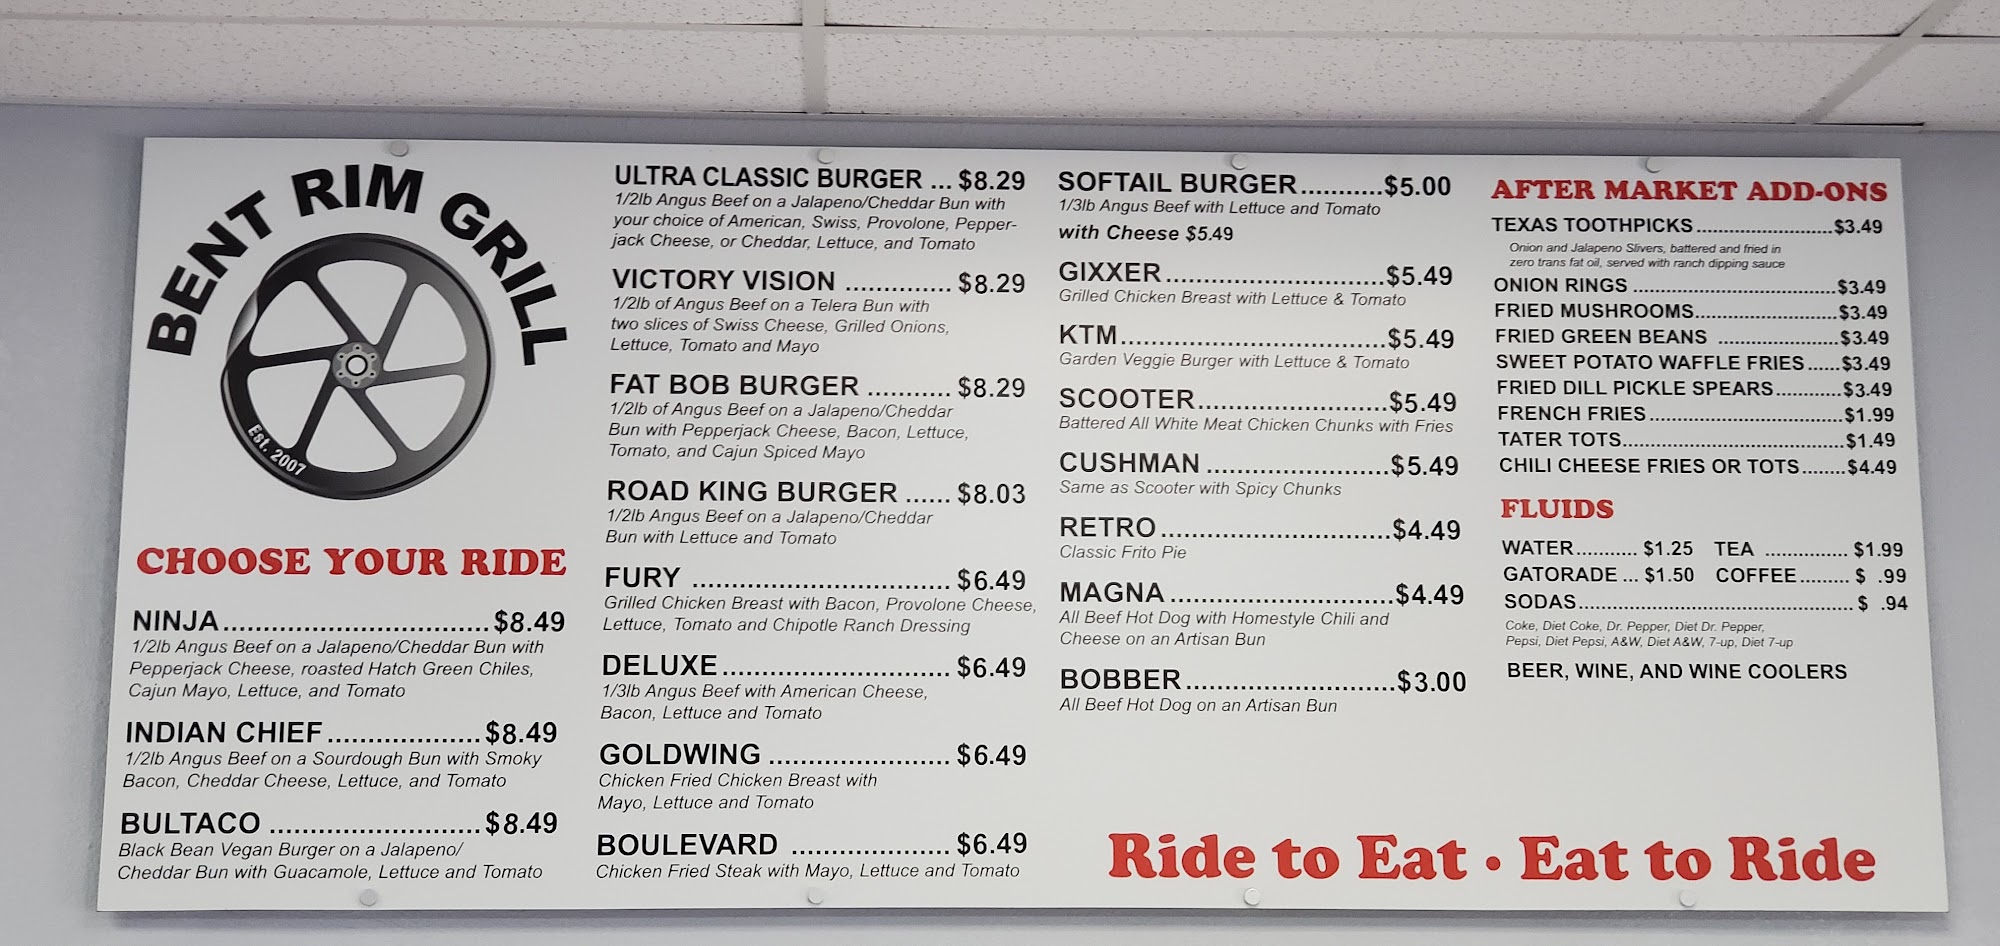 BENT RIM GRILL
Est. 2007
CHOOSE YOUR RIDE
NINJA.................................$8.49
1/2lb Angus Beef on a Jalapeno/Cheddar Bun with
Pepperjack Cheese, roasted Hatch Green Chiles,
Cajun Mayo, Lettuce, and Tomato
INDIAN CHIEF...................$8.49
1/2lb Angus Beef on a Sourdough Bun with Smoky
Bacon, Cheddar Cheese, Lettuce, and Tomato
BULTACO ..........................$8.49
Black Bean Vegan Burger on a Jalapeno/
Cheddar Bun with Guacamole, Lettuce and Tomato
ULTRA CLASSIC BURGER ... $8.29
1/2lb Angus Beef on a Jalapeno/Cheddar Bun with
your choice of American, Swiss, Provolone, Pepper-
jack Cheese, or Cheddar, Lettuce, and Tomato
VICTORY VISION .............. $8.29
1/2lb of Angus Beef on a Telera Bun with
two slices of Swiss Cheese, Grilled Onions,
Lettuce, Tomato and Mayo
FAT BOB BURGER ........... $8.29
1/2lb of Angus Beef on a Jalapeno/Cheddar
Bun with Pepperjack Cheese, Bacon, Lettuce,
Tomato, and Cajun Spiced Mayo
ROAD KING BURGER ...... $8.03
1/2lb Angus Beef on a Jalapeno/Cheddar
Bun with Lettuce and Tomato
FURY ................................ $6.49
Grilled Chicken Breast with Bacon, Provolone Cheese,
Lettuce, Tomato and Chipotle Ranch Dressing
DELUXE............................ $6.49
1/3lb Angus Beef with American Cheese,
Bacon, Lettuce and Tomato
GOLDWING ...................... $6.49
Chicken Fried Chicken Breast with
Mayo, Lettuce and Tomato
BOULEVARD .................... $6.49
Chicken Fried Steak with Mayo, Lettuce and Tomato
SOFTAIL BURGER...........$5.00
1/3lb Angus Beef with Lettuce and Tomato
with Cheese $5.49
GIXXER...........................$5.49
Grilled Chicken Breast with Lettuce & Tomato
KTM.................................$5.49
Garden Veggie Burger with Lettuce & Tomato
SCOOTER........................$5.49
Battered All White Meat Chicken Chunks with Fries
CUSHMAN .......................$5.49
Same as Scooter with Spicy Chunks
RETRO.............................$4.49
Classic Frito Pie
MAGNA............................$4.49
All Beef Hot Dog with Homestyle Chili and
Cheese on an Artisan Bun
BOBBER..........................$3.00
All Beef Hot Dog on an Artisan Bun
AFTER MARKET ADD-ONS
TEXAS TOOTHPICKS........................$3.49
Onion and Jalapeno Slivers, battered and fried in
zero trans fat oil, served with ranch dipping sauce
ONION RINGS ....................................$3.49
FRIED MUSHROOMS.........................$3.49
FRIED GREEN BEANS .....................$3.49
SWEET POTATO WAFFLE FRIES......$3.49
FRIED DILL PICKLE SPEARS...........$3.49
FRENCH FRIES..................................$1.99
TATER TOTS.......................................$1.49
CHILI CHEESE FRIES OR TOTS.......$4.49
FLUIDS
WATER........... $1.25 TEA ............... $1.99
GATORADE ... $1.50 COFFEE......... $ .99
SODAS................................................. $ .94
Coke, Diet Coke, Dr. Pepper, Diet Dr. Pepper,
Pepsi, Diet Pepsi, A&W, Diet A&W, 7-up, Diet 7-up
BEER, WINE, AND WINE COOLERS
Ride to Eat • Eat to Ride